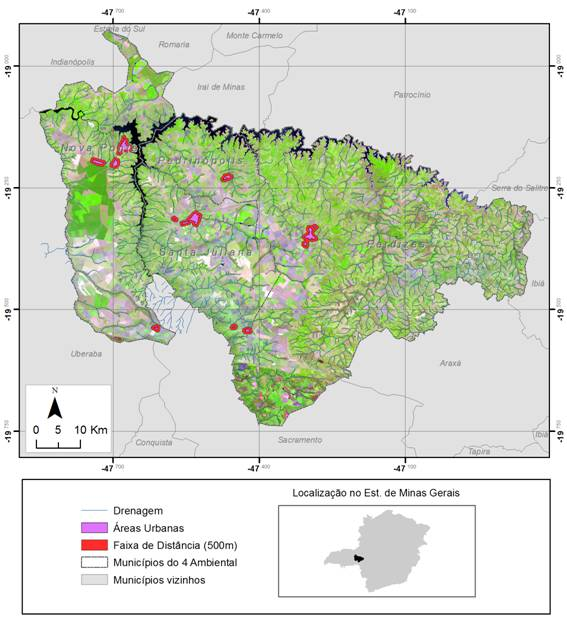 -47.700
-47.400
-47.100
Estrela do Sul
Romaria
Monte Carmelo
Indianópolis
Iraí de Minas
Patrocínio
Nova Ponte
Pedrinópolis
Serra do Salitre
Santa Juliana
Perdizes
Ibiá
Uberaba
Araxá
Conquista
Sacramento
Ibiá
Tapira
-19.000
-19.250
-19.500
-19.750
-19.000
-19.250
-19.500
-19.750
N
0 5 10 Km
-47.700
-47.400
-47.100
Localização no Est. de Minas Gerais
Drenagem
Áreas Urbanas
Faixa de Distância (500m)
Municípios do 4 Ambiental
Municípios vizinhos